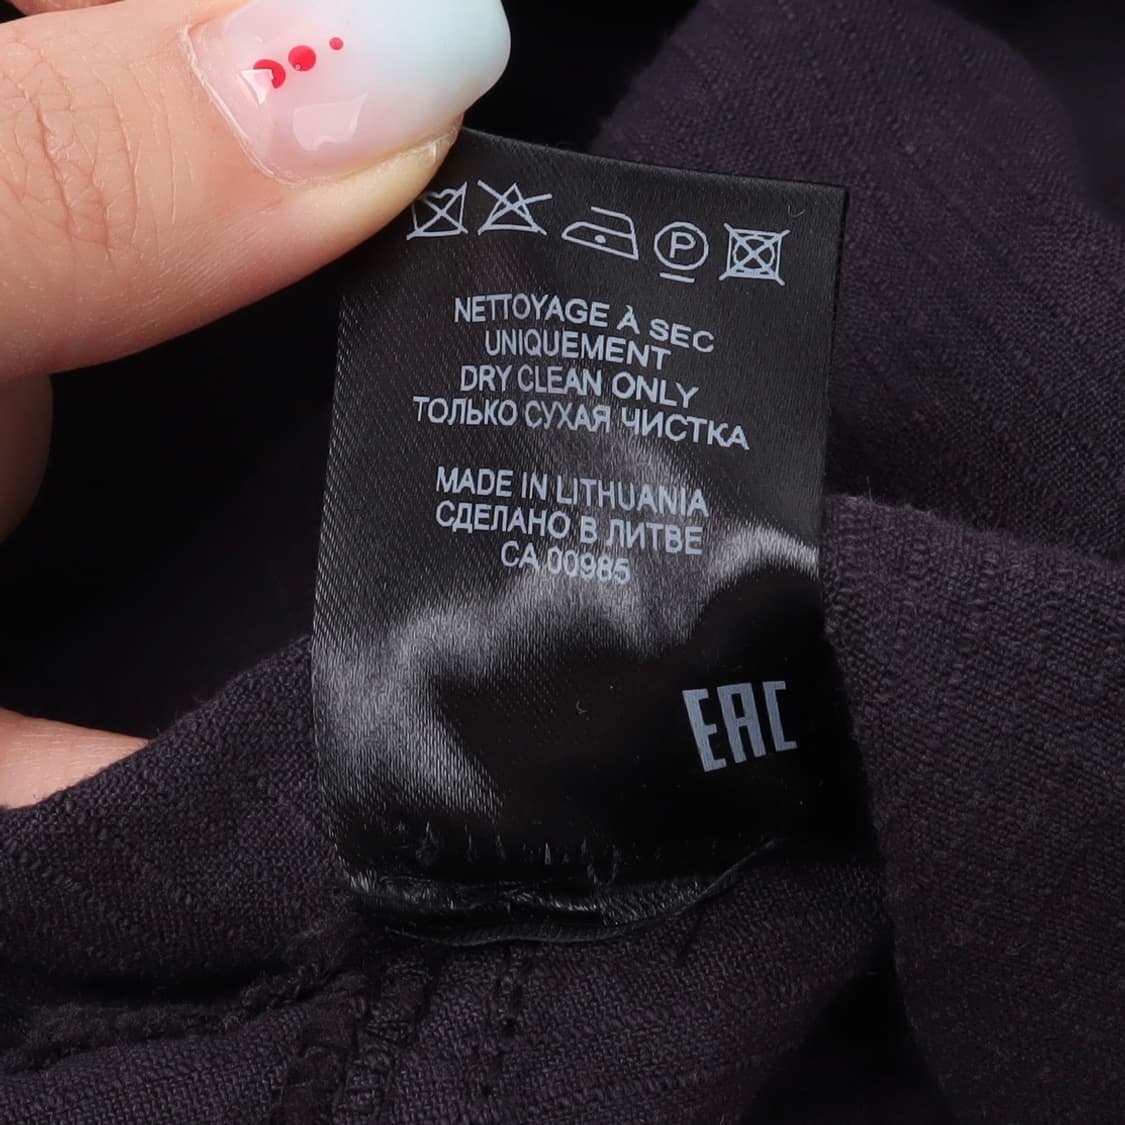 P
NETTOYAGE À SEC
UNIQUEMENT
DRY CLEAN ONLY
ТОЛЬКО СУХАЯ ЧИСТКА
MADE IN LITHUANIA
СДЕЛАНО В ЛИТВЕ
CA 00985
EAC